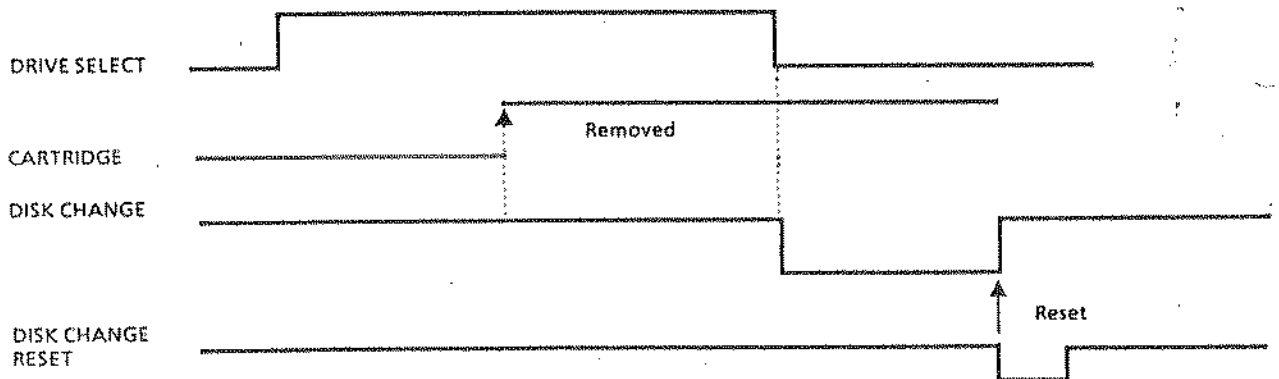 DRIVE SELECT
Removed
CARTRIDGE
DISK CHANGE
Reset
DISK CHANGE
RESET